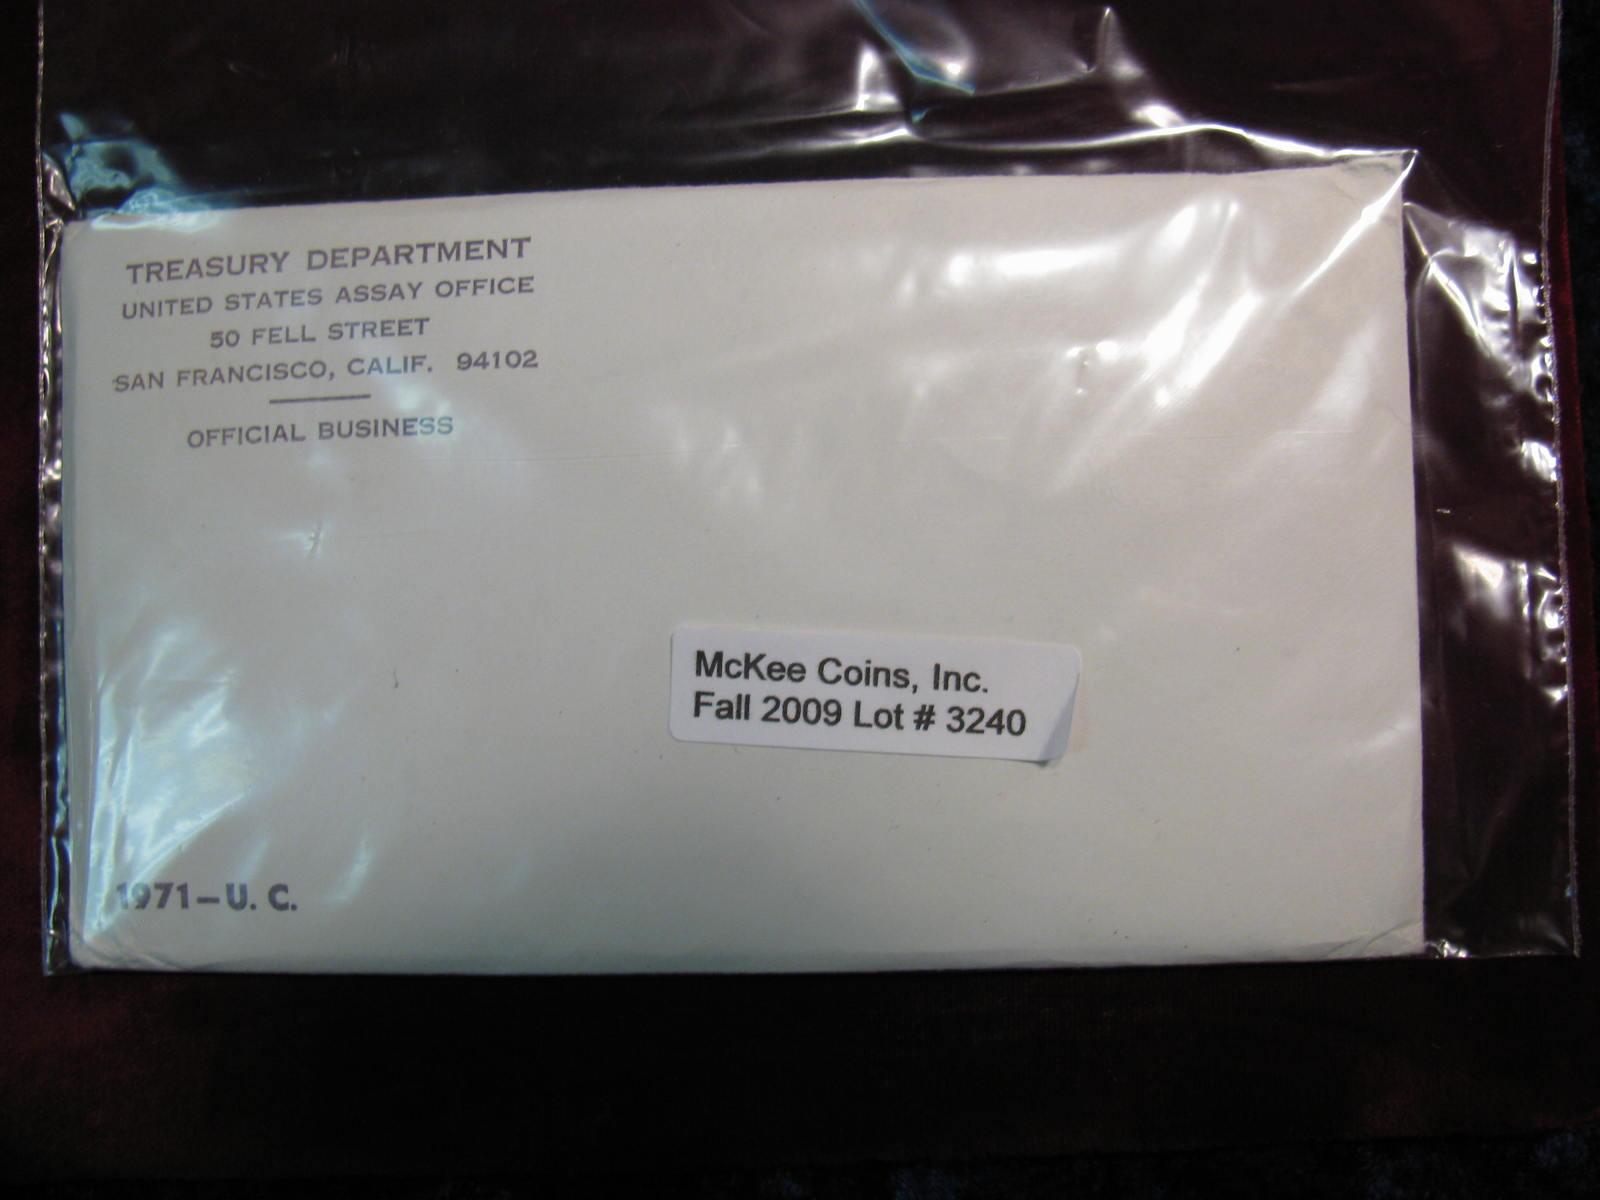 TREASURY DEPARTMENT
UNITED STATES ASSAY OFFICE
50 FELL STREET
SAN FRANCISCO, CALIF. 94102
OFFICIAL BUSINESS
McKee Coins, Inc.
Fall 2009 Lot # 3240
1971–U. C.